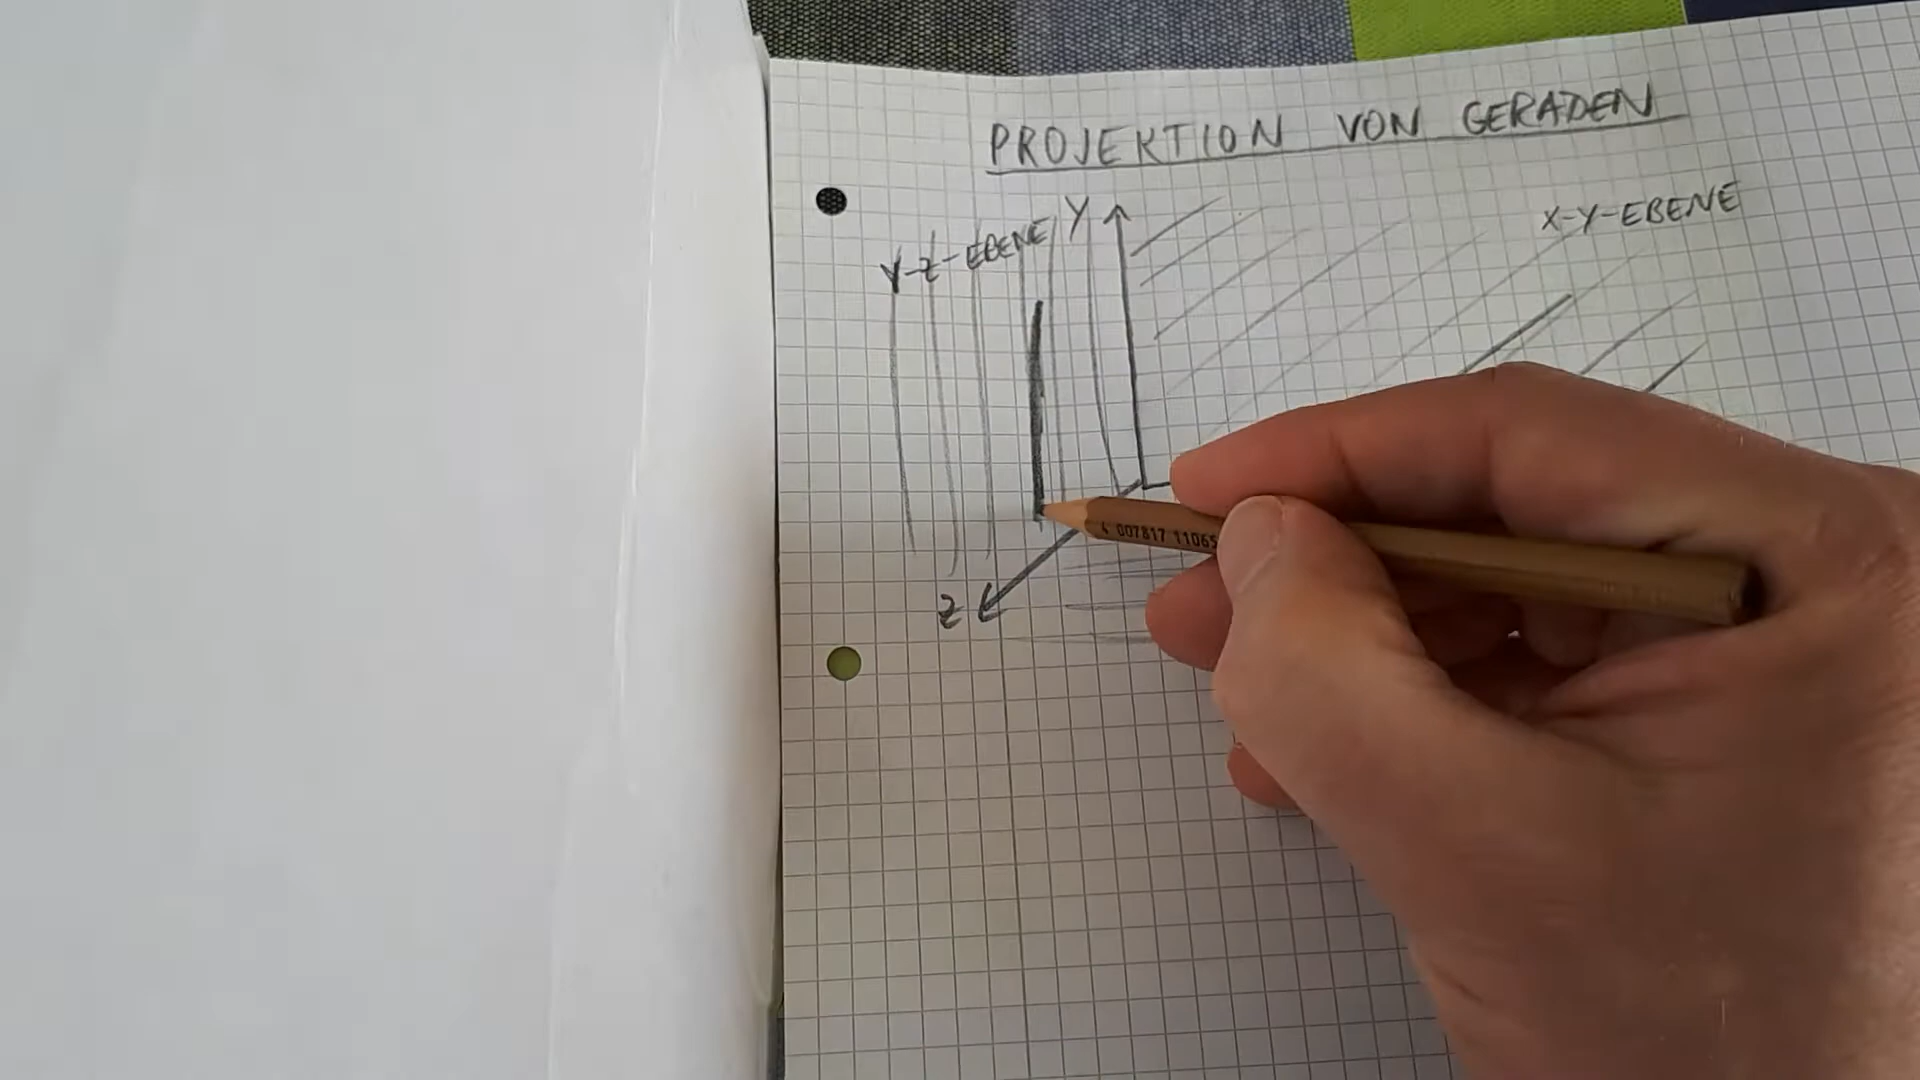 PROJEKTION VON GERADEN
X-Y-EBENE
Y
Y-Z-EBENE
Z
4 007817 11065